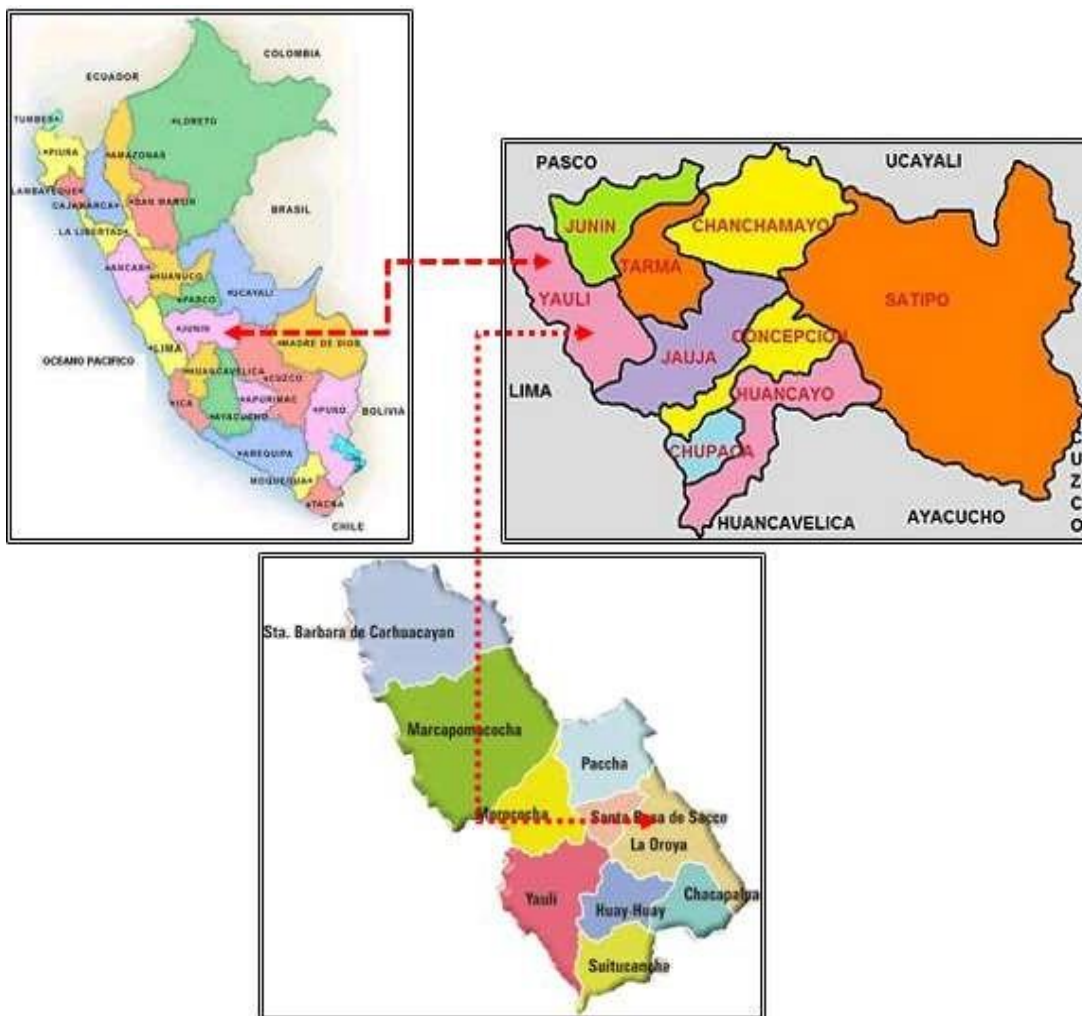 COLOMBIA
ECUADOR
TUMBES
LORETO
PIURA
AMAZONAS
LAMBAYEQUE
CAJAMARCA
SAN MARTIN
BRASIL
LA LIBERTAD
ANCASH
HUANUCO
UCAYALI
PASCO
JUNIN
LIMA
MADRE DE DIOS
OCEANO PACIFICO
HUANCAVELICA
CUZCO
ICA
APURIMAC
PUNO
BOLIVIA
AYACUCHO
AREQUIPA
MOQUEGUA
TACNA
CHILE
PASCO
UCAYALI
JUNIN
CHANCHAMAYO
TARMA
YAULI
SATIPO
CONCEPCION
JAUJA
LIMA
HUANCAYO
CHUPACA
HUANCAVELICA
AYACUCHO
U
Z
C
O
Sta. Barbara de Carhuacayan
Marcapomacocha
Paccha
Morococha
Santa Rosa de Sacco
La Oroya
Yauli
Chacapalpa
Huay-Huay
Suitucancha